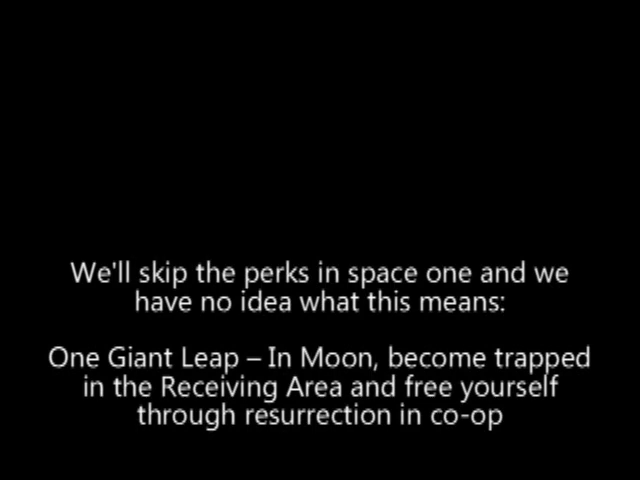 We'll skip the perks in space one and we
have no idea what this means:
One Giant Leap – In Moon, become trapped
in the Receiving Area and free yourself
through resurrection in co-op